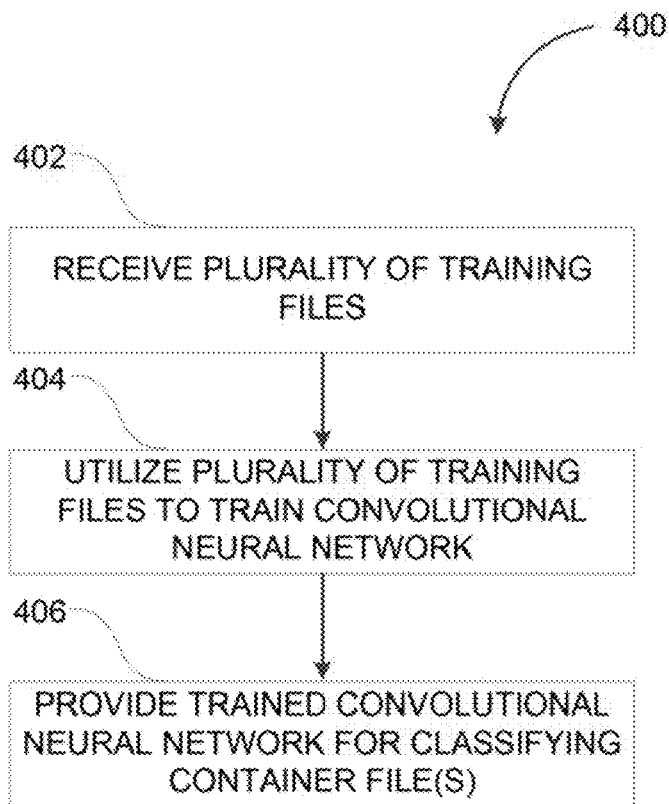 400
402
RECEIVE PLURALITY OF TRAINING
FILES
404
UTILIZE PLURALITY OF TRAINING
FILES TO TRAIN CONVOLUTIONAL
NEURAL NETWORK
406
PROVIDE TRAINED CONVOLUTIONAL
NEURAL NETWORK FOR CLASSIFYING
CONTAINER FILE(S)